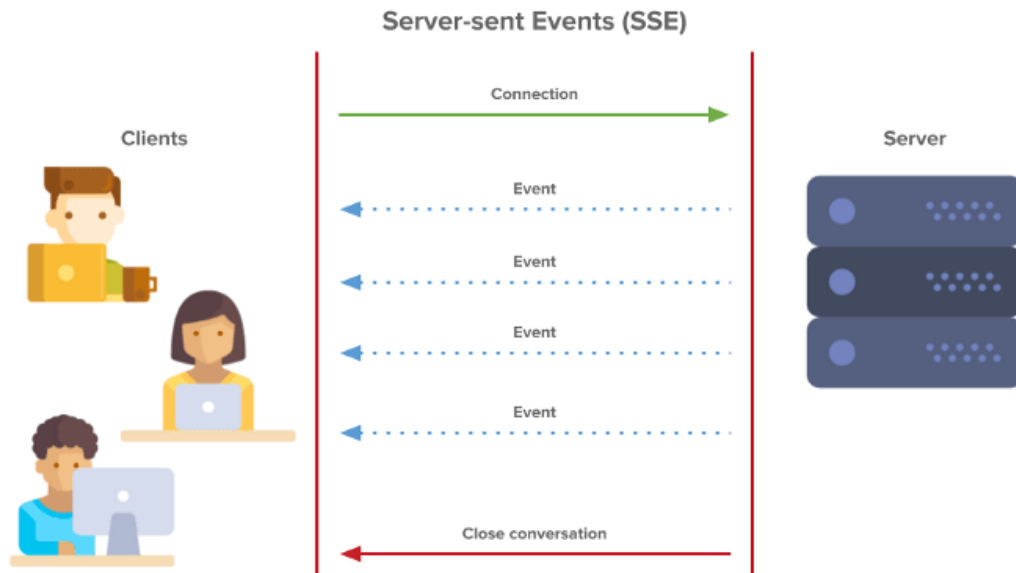 Server-sent Events (SSE)
Connection
Clients
Server
Event
Event
Event
Event
Close conversation